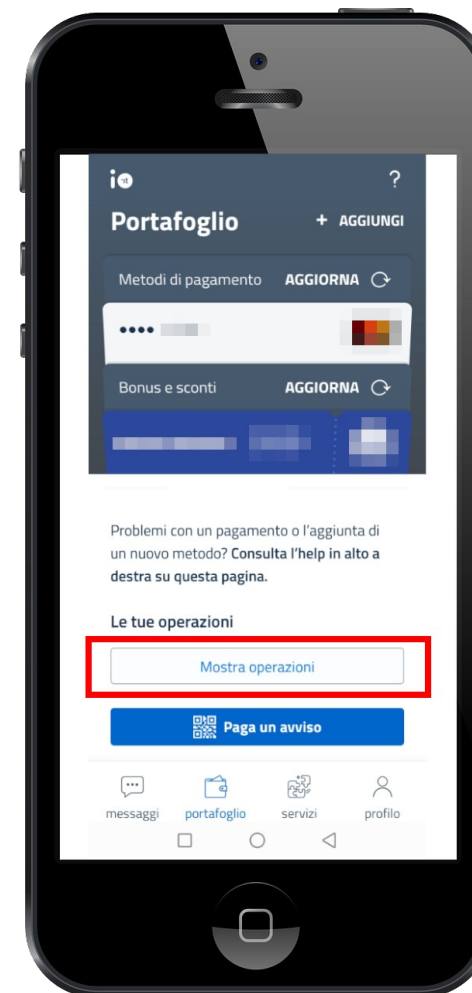 io
?
Portafoglio + AGGIUNGI
Metodi di pagamento AGGIORNA
••••
Bonus e sconti AGGIORNA
Problemi con un pagamento o l'aggiunta di
un nuovo metodo? Consulta l'help in alto a
destra su questa pagina.
Le tue operazioni
Mostra operazioni
Paga un avviso
messaggi portafoglio servizi profilo